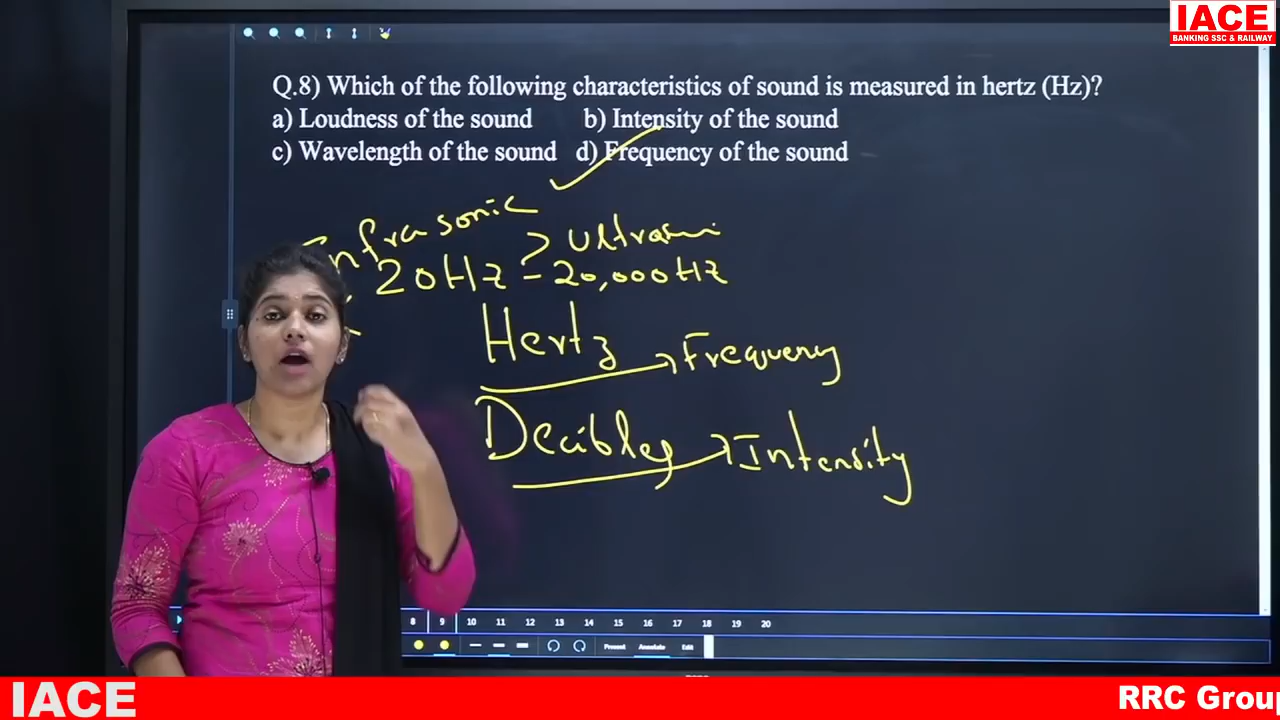 IACE
BANKING SSC & RAILWAY
Q.8) Which of the following characteristics of sound is measured in hertz (Hz)?
a) Loudness of the sound b) Intensity of the sound
c) Wavelength of the sound d) Frequency of the sound
Infrasonic
> Ultraso
20HZ - 20,000HZ
Hertz → Frequency
Decibles → Intensity
8 9 10 11 12 13 14 15 16 17 18 19 20
Present Annotate Edit
IACE
RRC Group